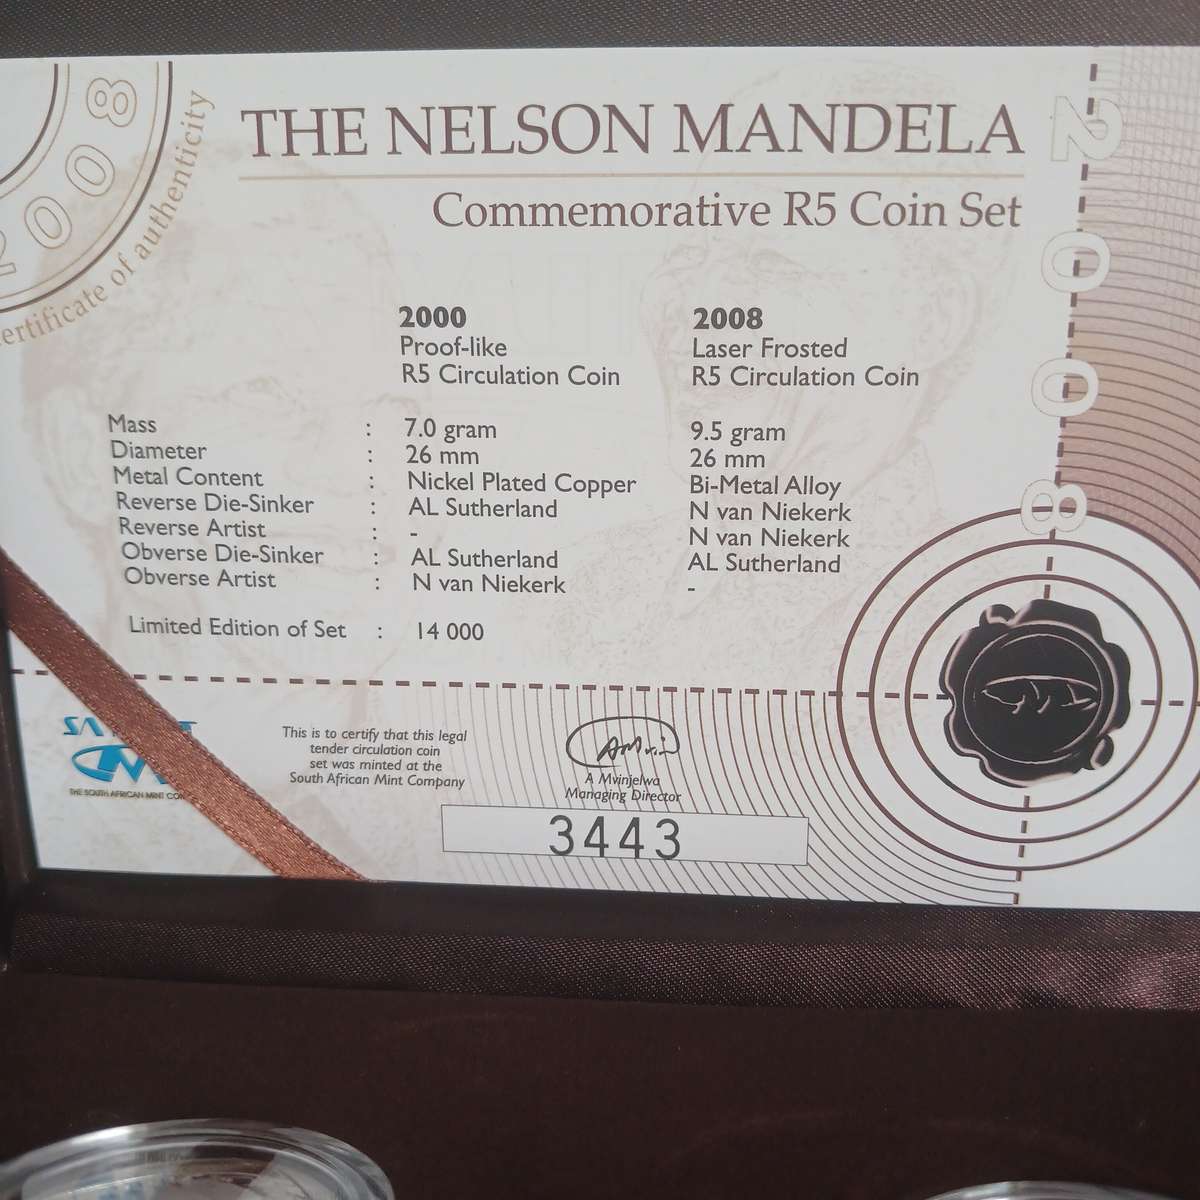 2008
Certificate of authenticity
THE NELSON MANDELA
Commemorative R5 Coin Set
2008
2000 2008
Proof-like Laser Frosted
R5 Circulation Coin R5 Circulation Coin
Mass : 7.0 gram 9.5 gram
Diameter : 26 mm 26 mm
Metal Content : Nickel Plated Copper Bi-Metal Alloy
Reverse Die-Sinker : AL Sutherland N van Niekerk
Reverse Artist : - N van Niekerk
Obverse Die-Sinker : AL Sutherland AL Sutherland
Obverse Artist : N van Niekerk -
Limited Edition of Set : 14 000
THE SOUTH AFRICAN MINT
This is to certify that this legal
tender circulation coin
set was minted at the
South African Mint Company
A Mvinjelwa
Managing Director
3443